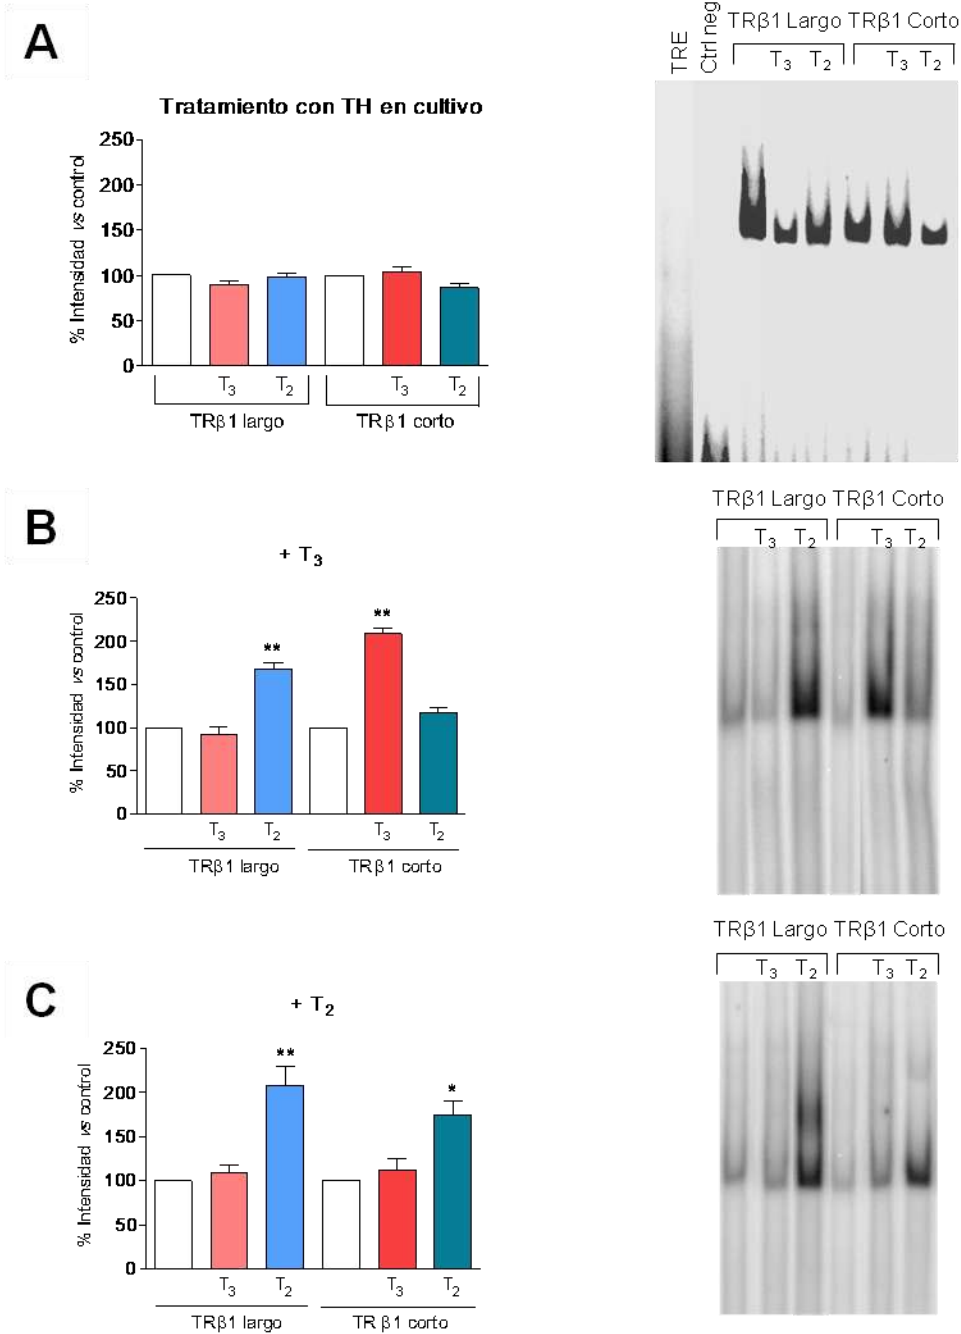 A
Tratamiento con TH en cultivo
% Intensidad vs control
250
200
150
100
50
0
T3 T2 T3 T2
TRβ1 largo TRβ1 corto
TRE
Ctrl neg
TRβ1 Largo TRβ1 Corto
T3 T2 T3 T2
B
+ T3
% Intensidad vs control
250
200
150
100
50
0
** **
T3 T2 T3 T2
TRβ1 largo TRβ1 corto
TRβ1 Largo TRβ1 Corto
T3 T2 T3 T2
C
+ T2
% Intensidad vs control
250
200
150
100
50
0
** *
T3 T2 T3 T2
TRβ1 largo TRβ1 corto
TRβ1 Largo TRβ1 Corto
T3 T2 T3 T2